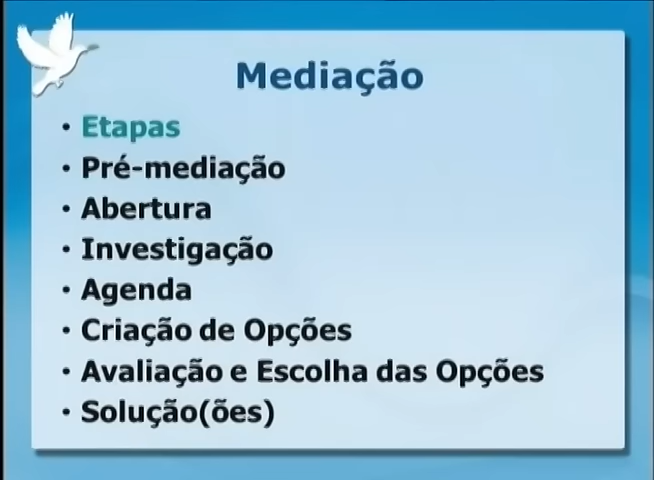 Mediação
• Etapas
• Pré-mediação
• Abertura
• Investigação
• Agenda
• Criação de Opções
• Avaliação e Escolha das Opções
• Solução(ões)